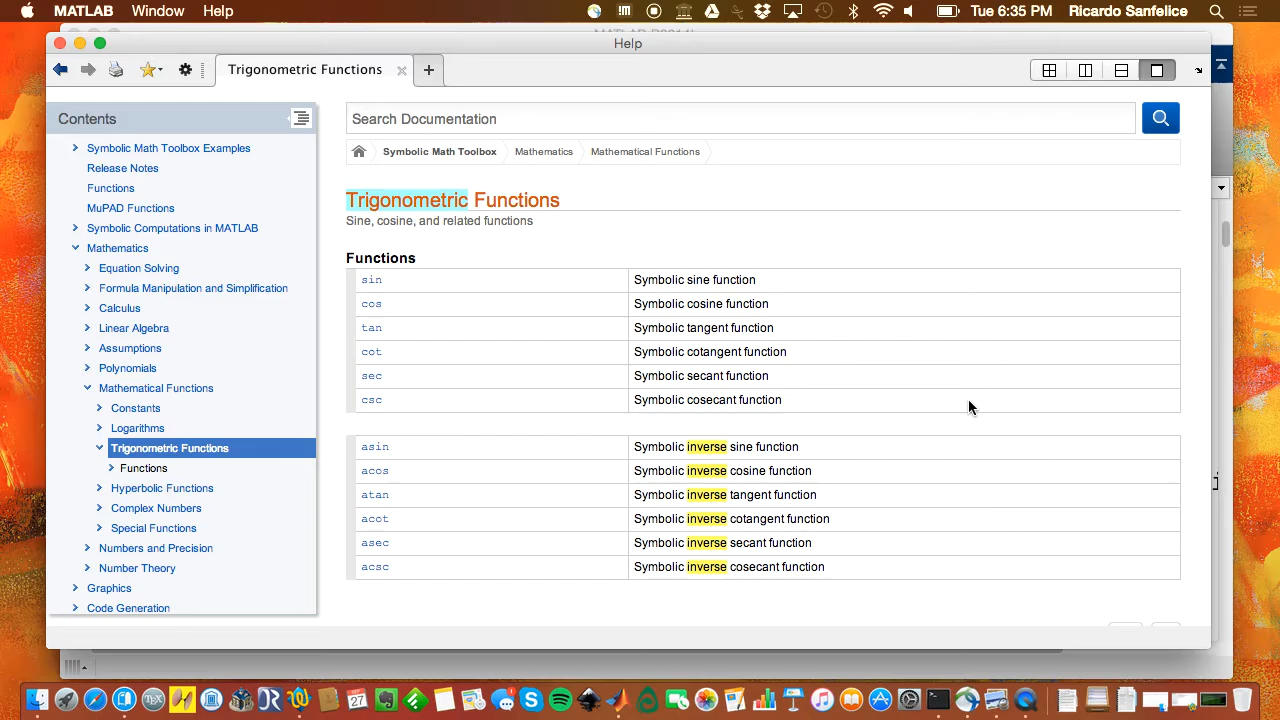 MATLAB Window Help Tue 6:35 PM Ricardo Sanfelice
Help
Trigonometric Functions
Contents
Symbolic Math Toolbox Examples
Release Notes
Functions
MuPAD Functions
Symbolic Computations in MATLAB
Mathematics
Equation Solving
Formula Manipulation and Simplification
Calculus
Linear Algebra
Assumptions
Polynomials
Mathematical Functions
Constants
Logarithms
Trigonometric Functions
Functions
Hyperbolic Functions
Complex Numbers
Special Functions
Numbers and Precision
Number Theory
Graphics
Code Generation
Search Documentation
Symbolic Math Toolbox Mathematics Mathematical Functions
Trigonometric Functions
Sine, cosine, and related functions
Functions
sin Symbolic sine function
cos Symbolic cosine function
tan Symbolic tangent function
cot Symbolic cotangent function
sec Symbolic secant function
csc Symbolic cosecant function
asin Symbolic inverse sine function
acos Symbolic inverse cosine function
atan Symbolic inverse tangent function
acot Symbolic inverse cotangent function
asec Symbolic inverse secant function
acsc Symbolic inverse cosecant function